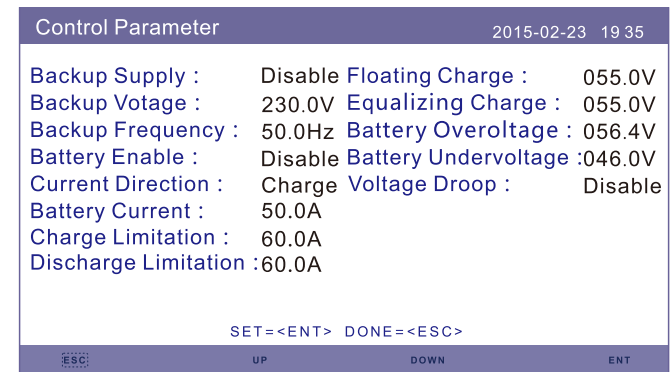 Control Parameter 2015-02-23 19 35
Backup Supply : Disable Floating Charge : 055.0V
Backup Votage : 230.0V Equalizing Charge : 055.0V
Backup Frequency : 50.0Hz Battery Overoltage : 056.4V
Battery Enable : Disable Battery Undervoltage :046.0V
Current Direction : Charge Voltage Droop : Disable
Battery Current : 50.0A
Charge Limitation : 60.0A
Discharge Limitation :60.0A
SET=<ENT> DONE=<ESC>
ESC UP DOWN ENT